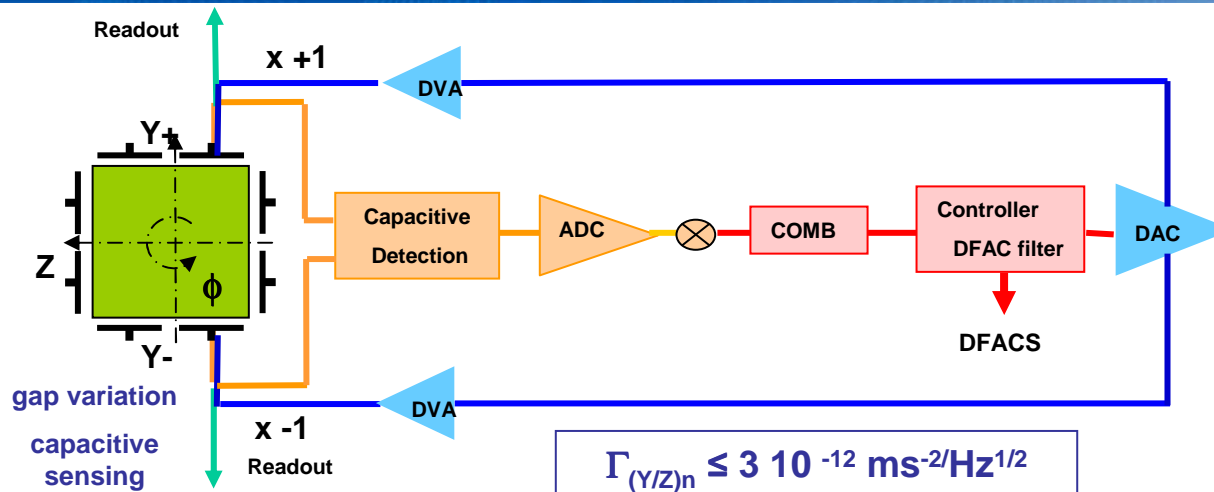 Readout
x +1
DVA
Y+
Capacitive
Detection
ADC
COMB
Controller
DFAC filter
DAC
Z
ϕ
DFACS
Y-
gap variation
x -1
DVA
capacitive
sensing
Readout
Γ(Y/Z)n ≤ 3 10 -12 ms-2/Hz1/2